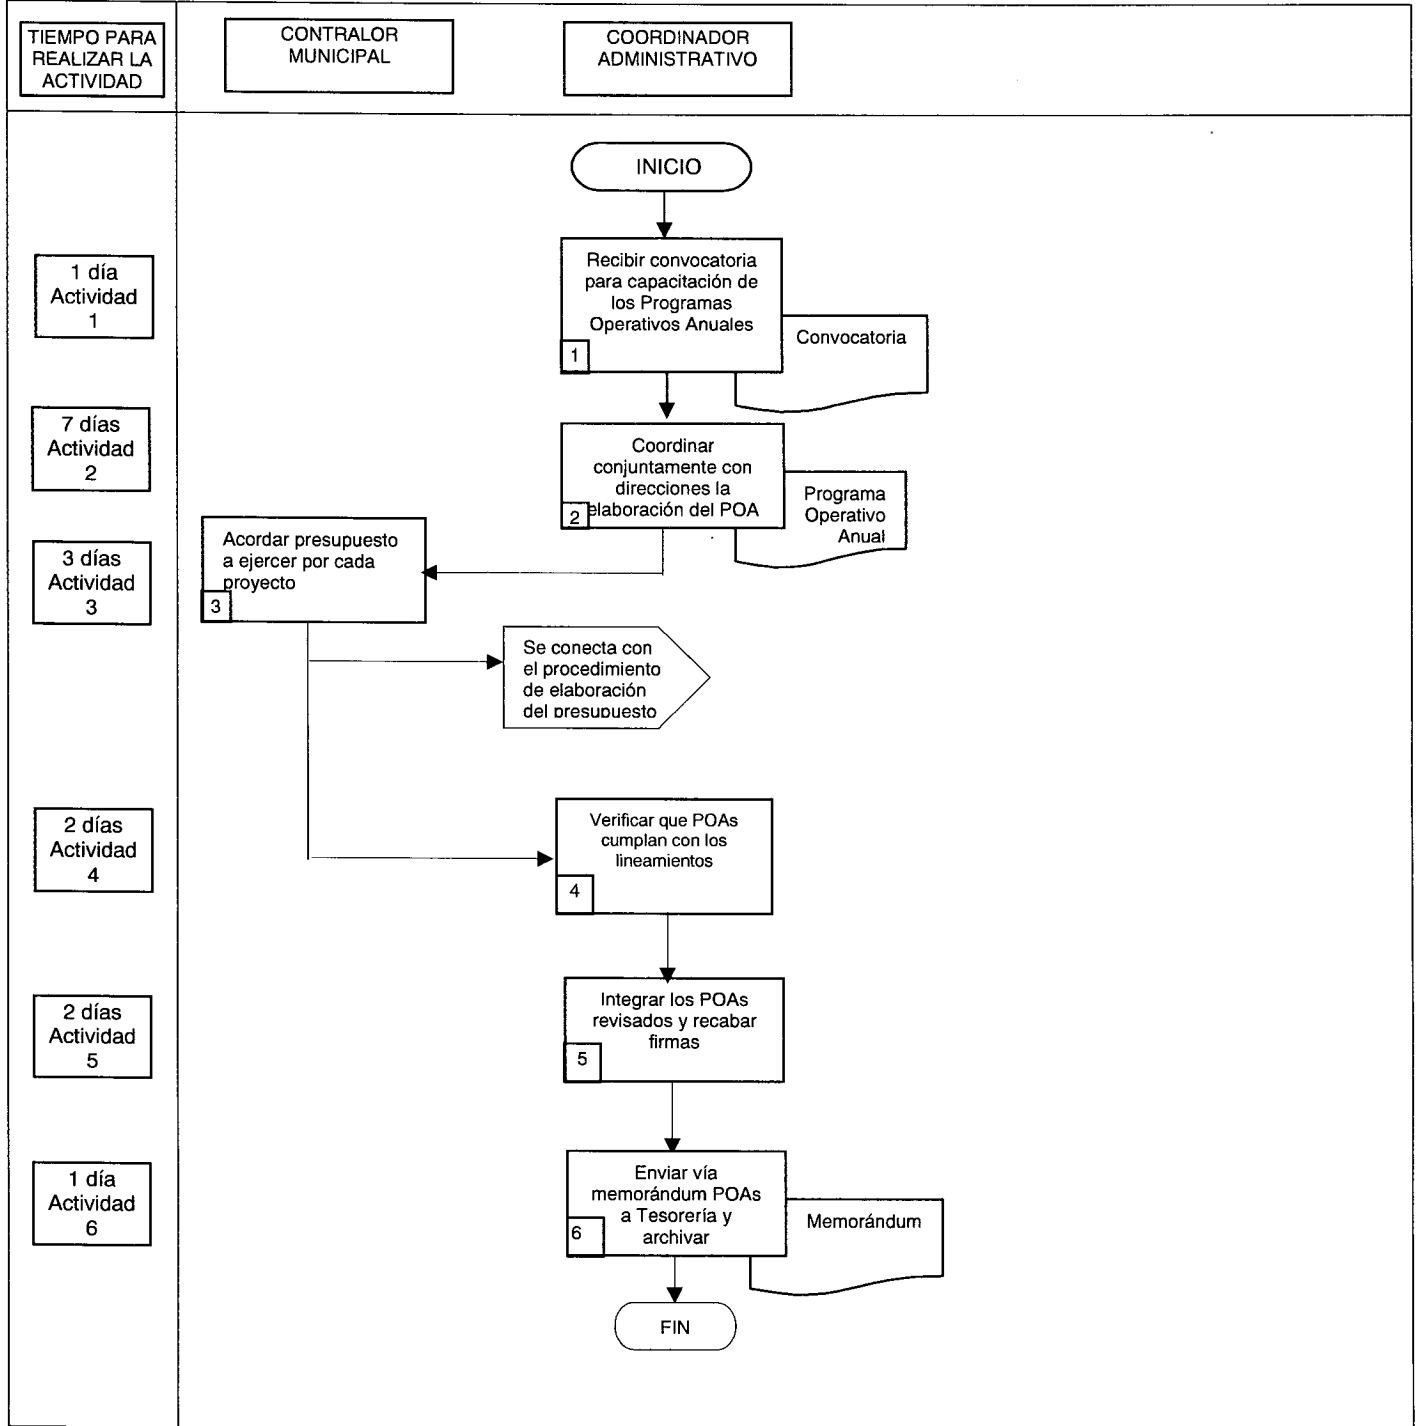 TIEMPO PARA
REALIZAR LA
ACTIVIDAD
CONTRALOR
MUNICIPAL
COORDINADOR
ADMINISTRATIVO
INICIO
1 día
Actividad
1
Recibir convocatoria
para capacitación de
los Programas
Operativos Anuales
1
Convocatoria
7 días
Actividad
2
Coordinar
conjuntamente con
direcciones la
elaboración del POA
2
Programa
Operativo
Anual
3 días
Actividad
3
Acordar presupuesto
a ejercer por cada
proyecto
3
Se conecta con
el procedimiento
de elaboración
del presupuesto
2 días
Actividad
4
Verificar que POAs
cumplan con los
lineamientos
4
2 días
Actividad
5
Integrar los POAs
revisados y recabar
firmas
5
1 día
Actividad
6
Enviar vía
memorándum POAs
a Tesorería y
archivar
6
Memorándum
FIN